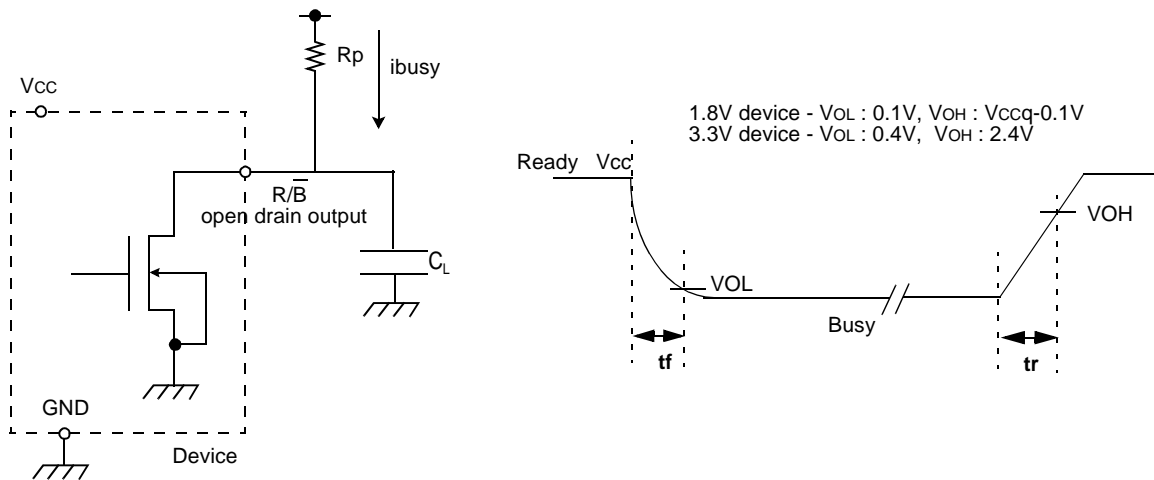 Rp
ibusy
VCC
R/B̅
open drain output
CL
GND
Device
1.8V device - VOL : 0.1V, VOH : VCCq-0.1V
3.3V device - VOL : 0.4V, VOH : 2.4V
Ready Vcc
VOH
VOL
Busy
tf
tr